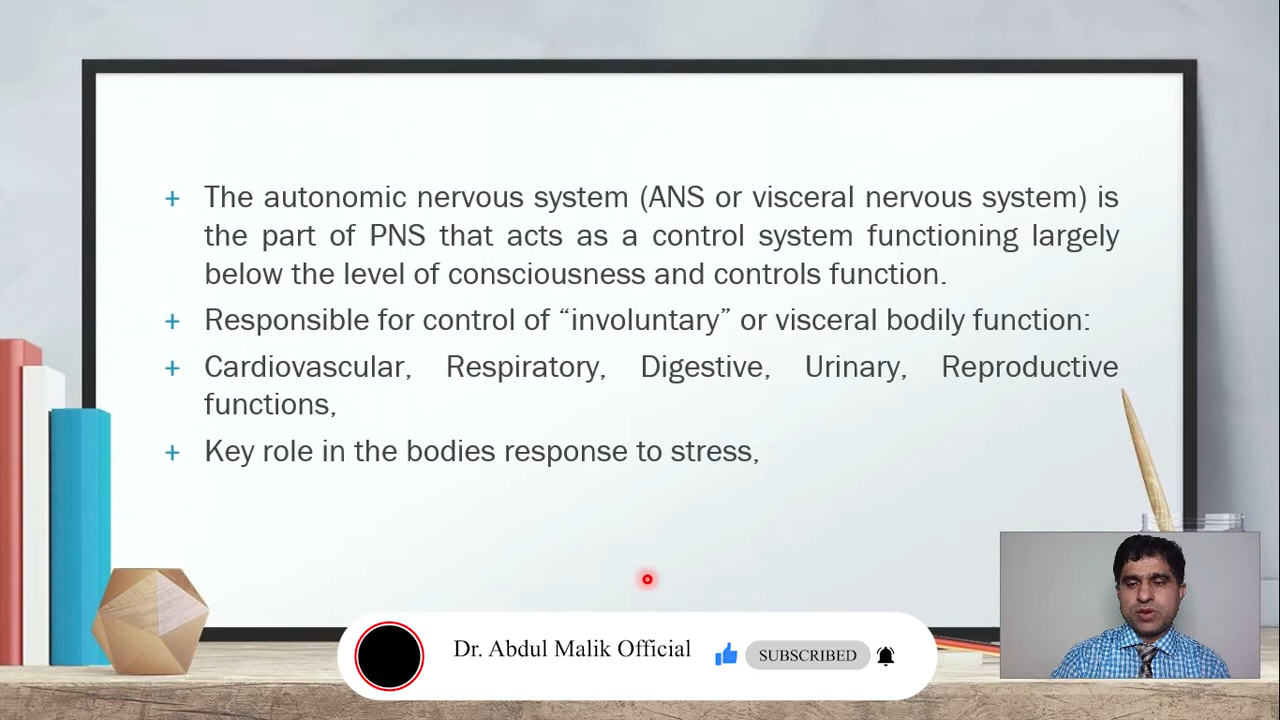 + The autonomic nervous system (ANS or visceral nervous system) is
the part of PNS that acts as a control system functioning largely
below the level of consciousness and controls function.
+ Responsible for control of “involuntary” or visceral bodily function:
+ Cardiovascular, Respiratory, Digestive, Urinary, Reproductive
functions,
+ Key role in the bodies response to stress,
Dr. Abdul Malik Official
SUBSCRIBED